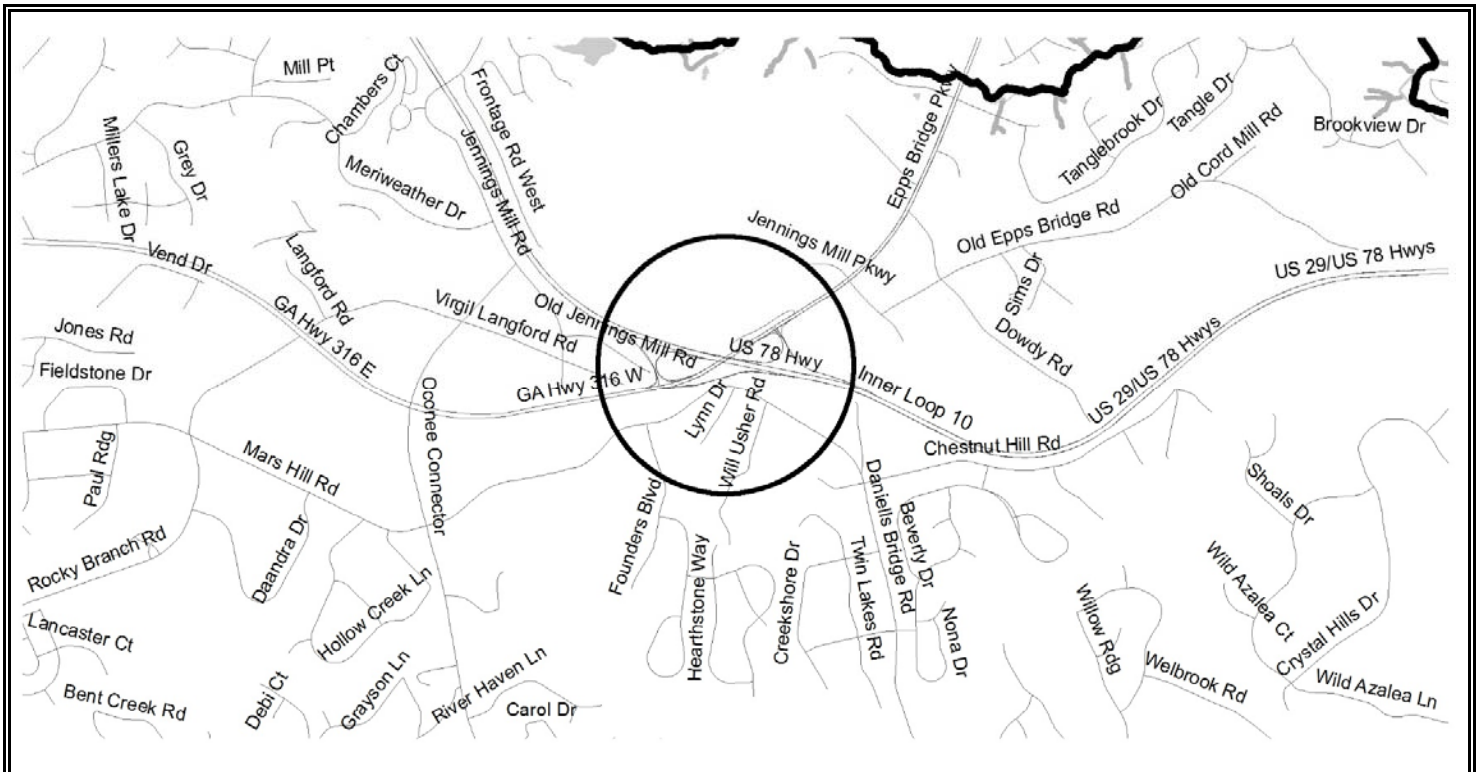 Mill Pt
Chambers Ct
Frontage Rd West
Epps Bridge Pkwy
Tanglebrook Dr
Tangle Dr
Old Cord Mill Rd
Brookview Dr
Millers Lake Dr
Grey Dr
Meriweather Dr
Jennings Mill Rd
Jennings Mill Pkwy
Old Epps Bridge Rd
Sims Dr
US 29/US 78 Hwys
Vend Dr
Langford Rd
GA Hwy 316 E
Virgil Langford Rd
Old Jennings Mill Rd
US 78 Hwy
Dowdy Rd
US 29/US 78 Hwys
Jones Rd
Fieldstone Dr
GA Hwy 316 W
Lynn Dr
Will Usher Rd
Inner Loop 10
Chestnut Hill Rd
Paul Rdg
Mars Hill Rd
Oconee Connector
Founders Blvd
Daniells Bridge Rd
Beverly Dr
Shoals Dr
Rocky Branch Rd
Daandra Dr
Hollow Creek Ln
Hearthstone Way
Creekshore Dr
Twin Lakes Rd
Nona Dr
Willow Rdg
Wild Azalea Ct
Crystal Hills Dr
Lancaster Ct
Bent Creek Rd
Debi Ct
Grayson Ln
River Haven Ln
Carol Dr
Welbrook Rd
Wild Azalea Ln